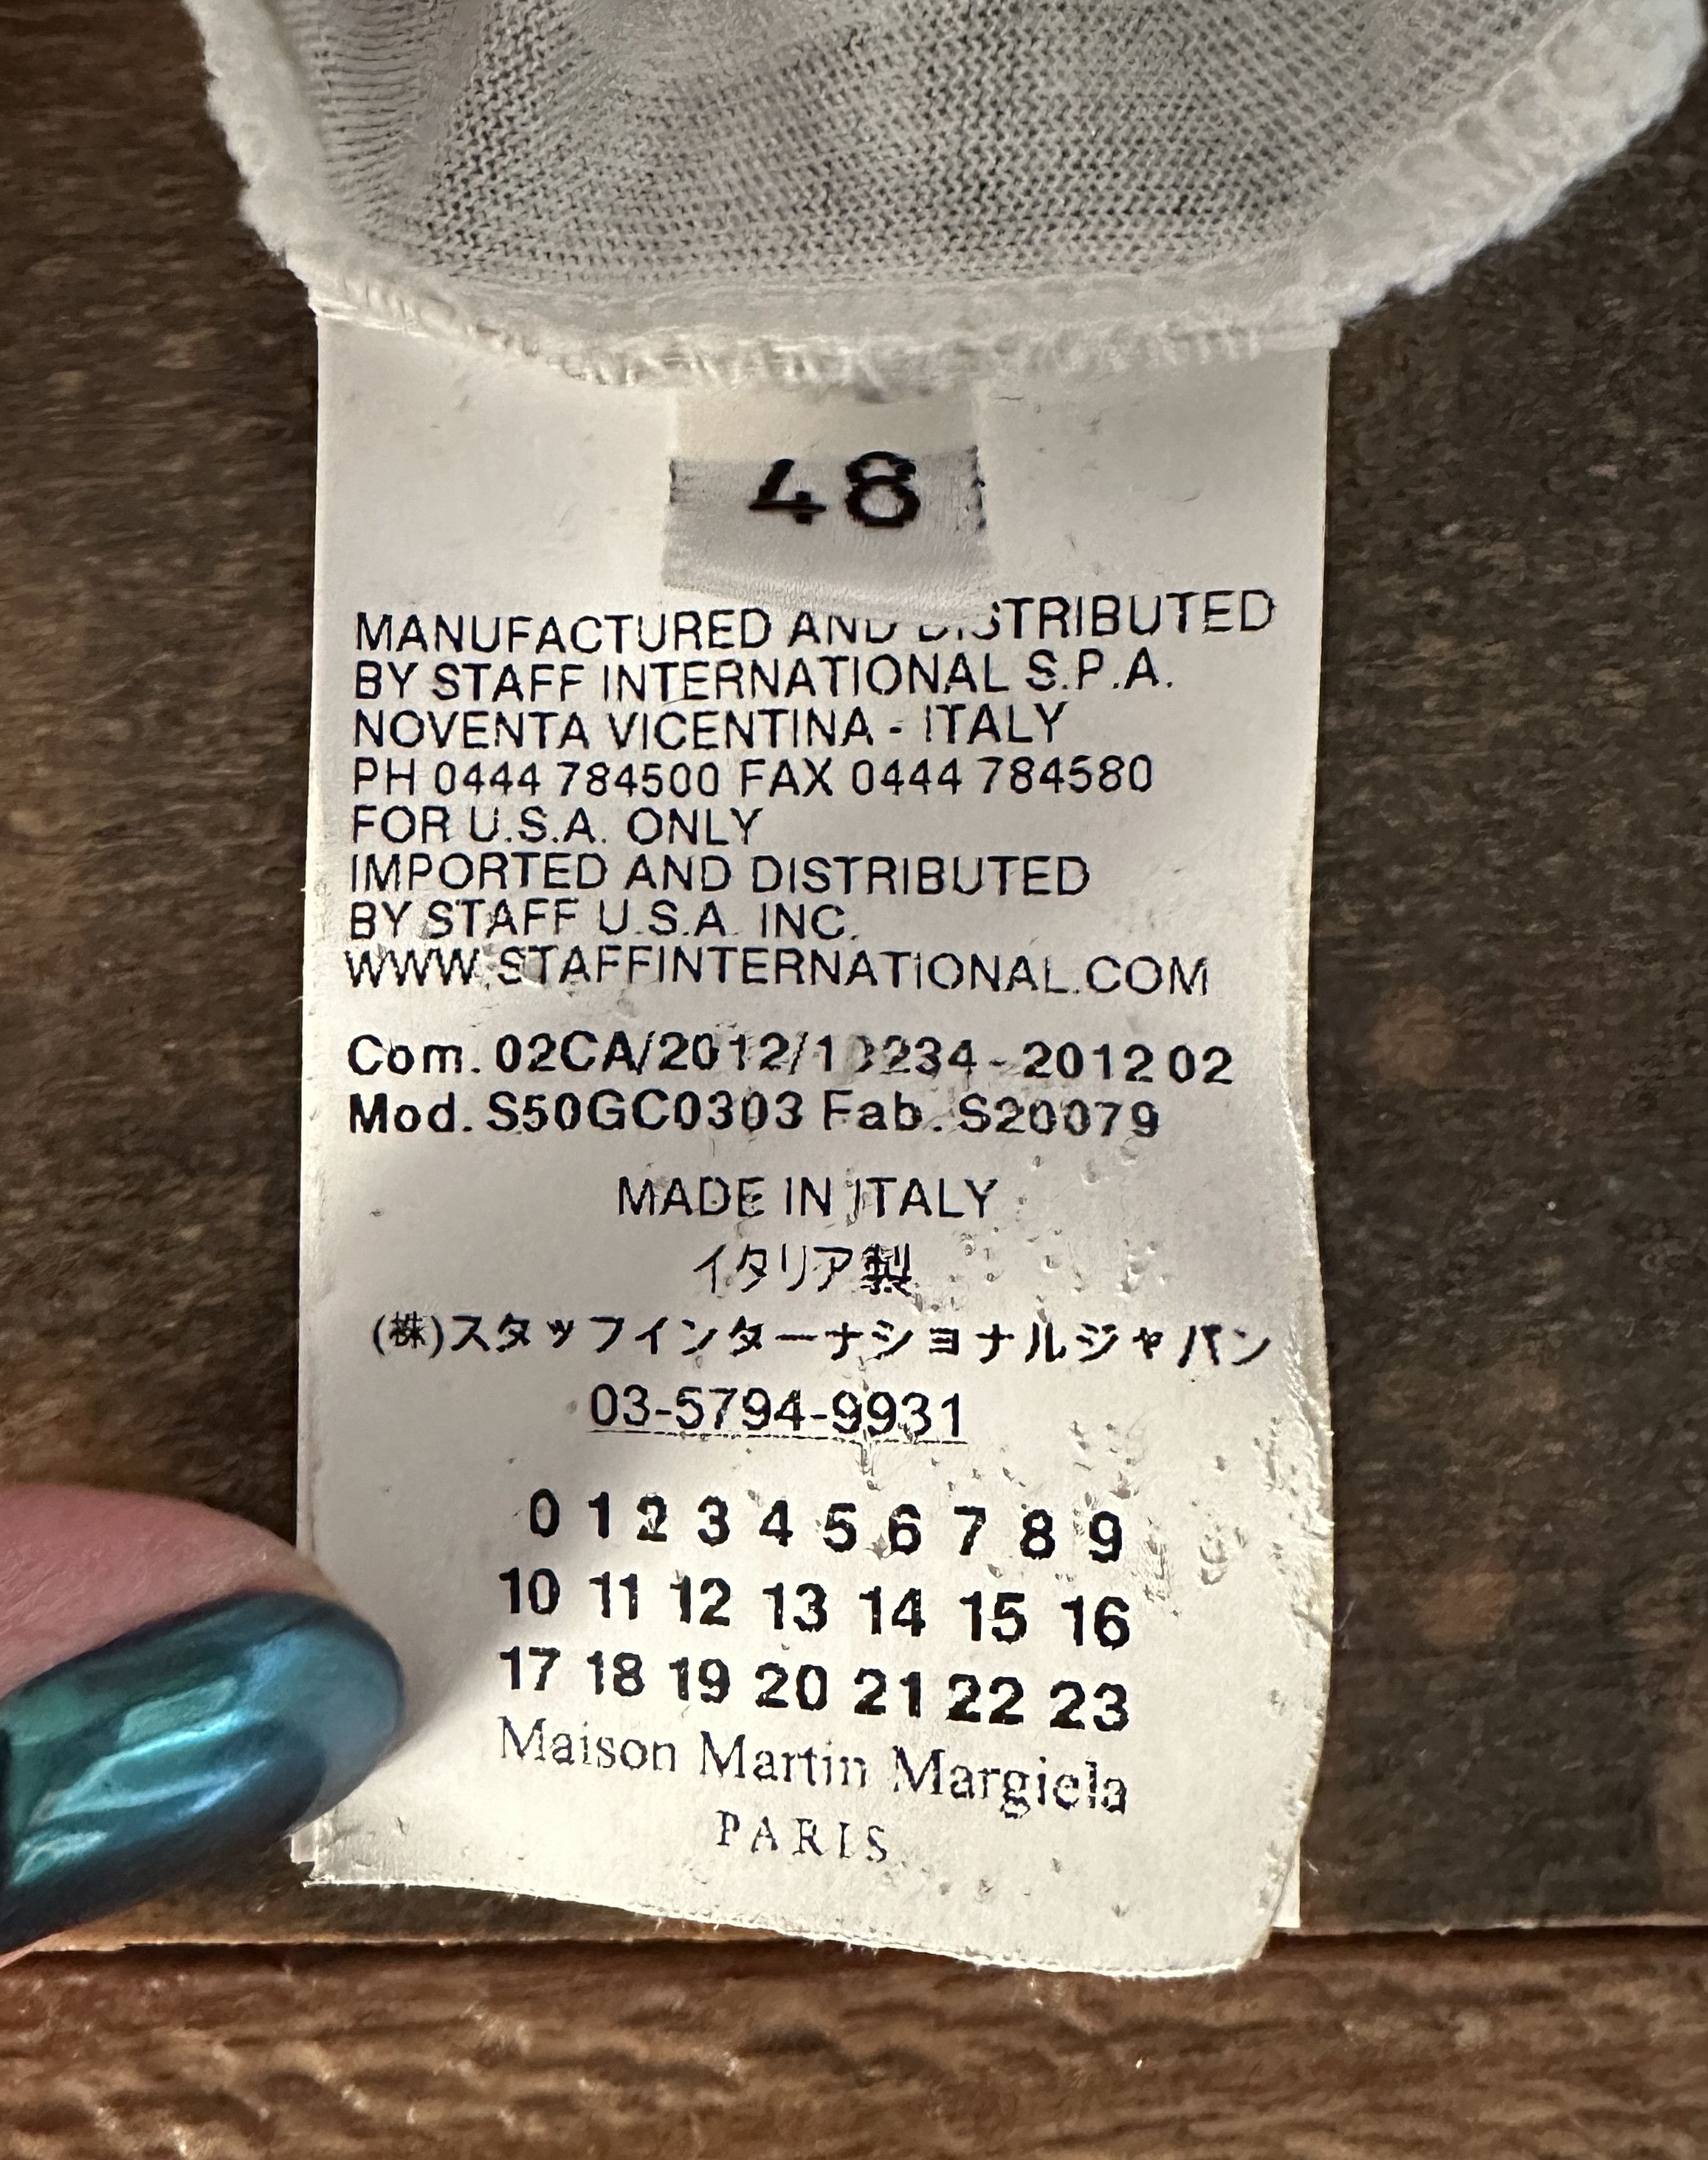 48
MANUFACTURED AND DISTRIBUTED
BY STAFF INTERNATIONAL S.P.A.
NOVENTA VICENTINA - ITALY
PH 0444 784500 FAX 0444 784580
FOR U.S.A. ONLY
IMPORTED AND DISTRIBUTED
BY STAFF U.S.A. INC.
WWW.STAFFINTERNATIONAL.COM
Com. - 2012 02
Mod. S50GC0303 Fab. S20079
MADE IN ITALY
イタリア製
(株)スタッフインターナショナルジャパン
03-5794-9931
0 1 2 3 4 5 6 7 8 9
10 11 12 13 14 15 16
17 18 19 20 21 22 23
Maison Martin Margiela
PARIS